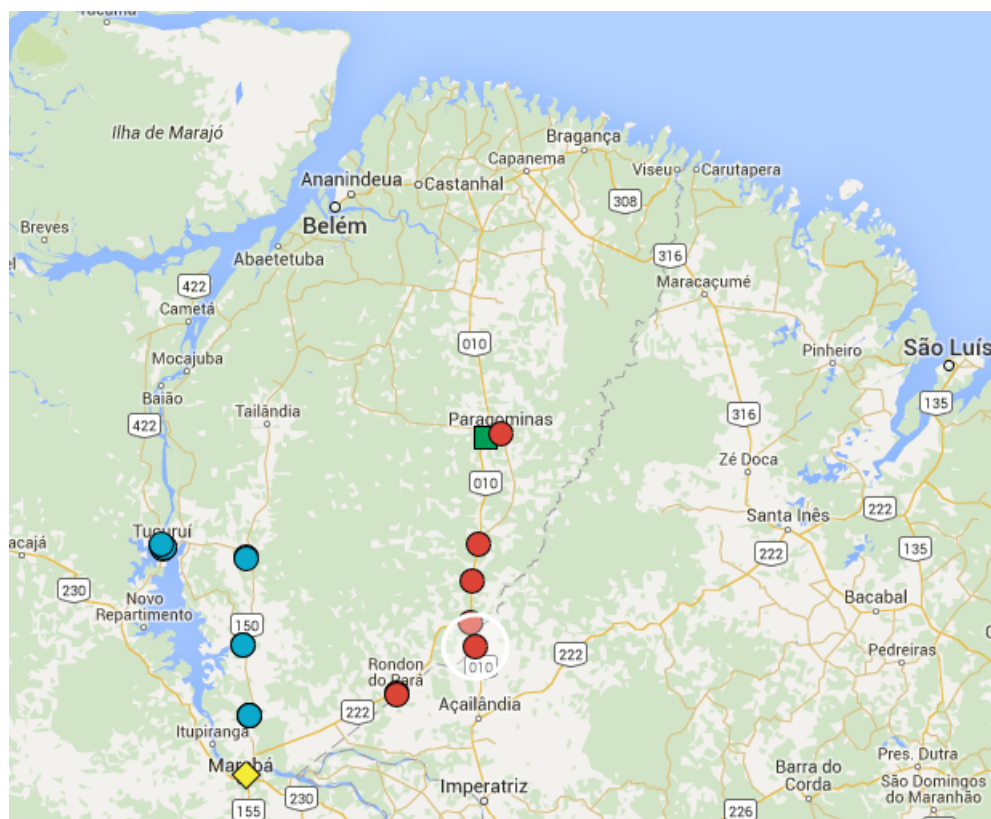 Ilha de Marajó
Bragança
Capanema
Viseu
Carutapera
Ananindeua
Castanhal
308
Belém
Breves
Abaetetuba
316
422
Maracaçumé
Cametá
010
Mocajuba
Pinheiro
São Luís
Baião
135
Tailândia
Paragominas
316
422
Zé Doca
010
222
Santa Inês
Tucuruí
acajá
222
135
230
Novo
Repartimento
Bacabal
150
Pedreiras
222
Rondon
do Pará
010
Açailândia
222
Itupiranga
Marabá
Pres. Dutra
Barra do
Corda
Imperatriz
São Domingos
do Maranhão
230
155
226